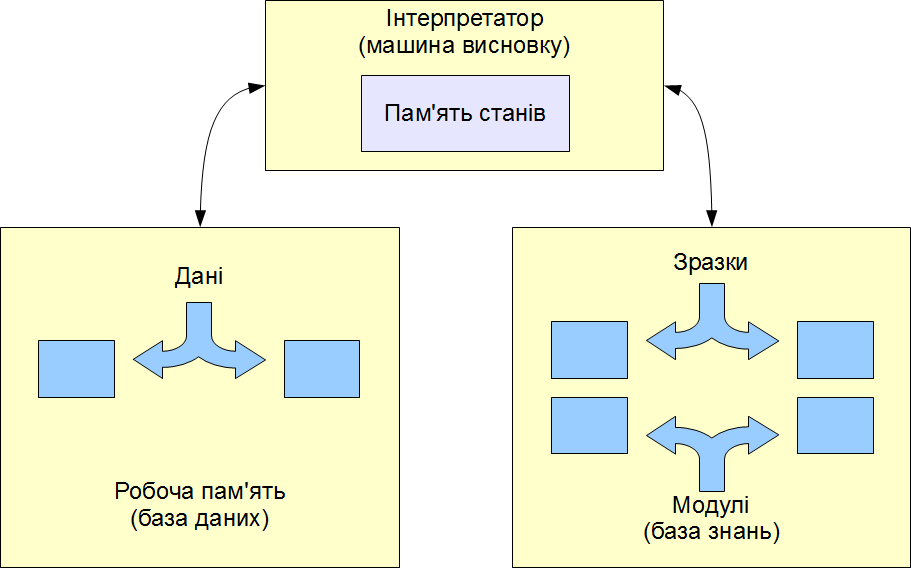 Інтерпретатор
(машина висновку)
Пам'ять станів
Дані
Робоча пам'ять
(база даних)
Зразки
Модулі
(база знань)